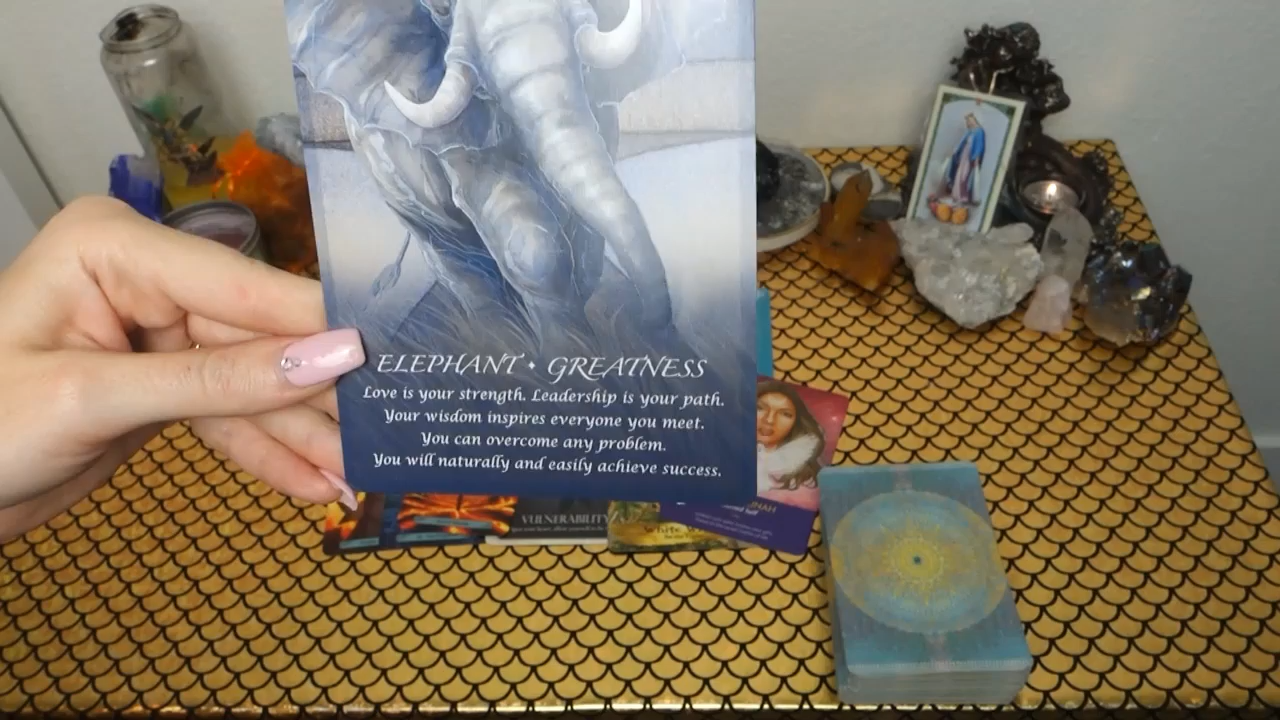 ELEPHANT • GREATNESS
Love is your strength. Leadership is your path.
Your wisdom inspires everyone you meet.
You can overcome any problem.
You will naturally and easily achieve success.
VULNERABILITY